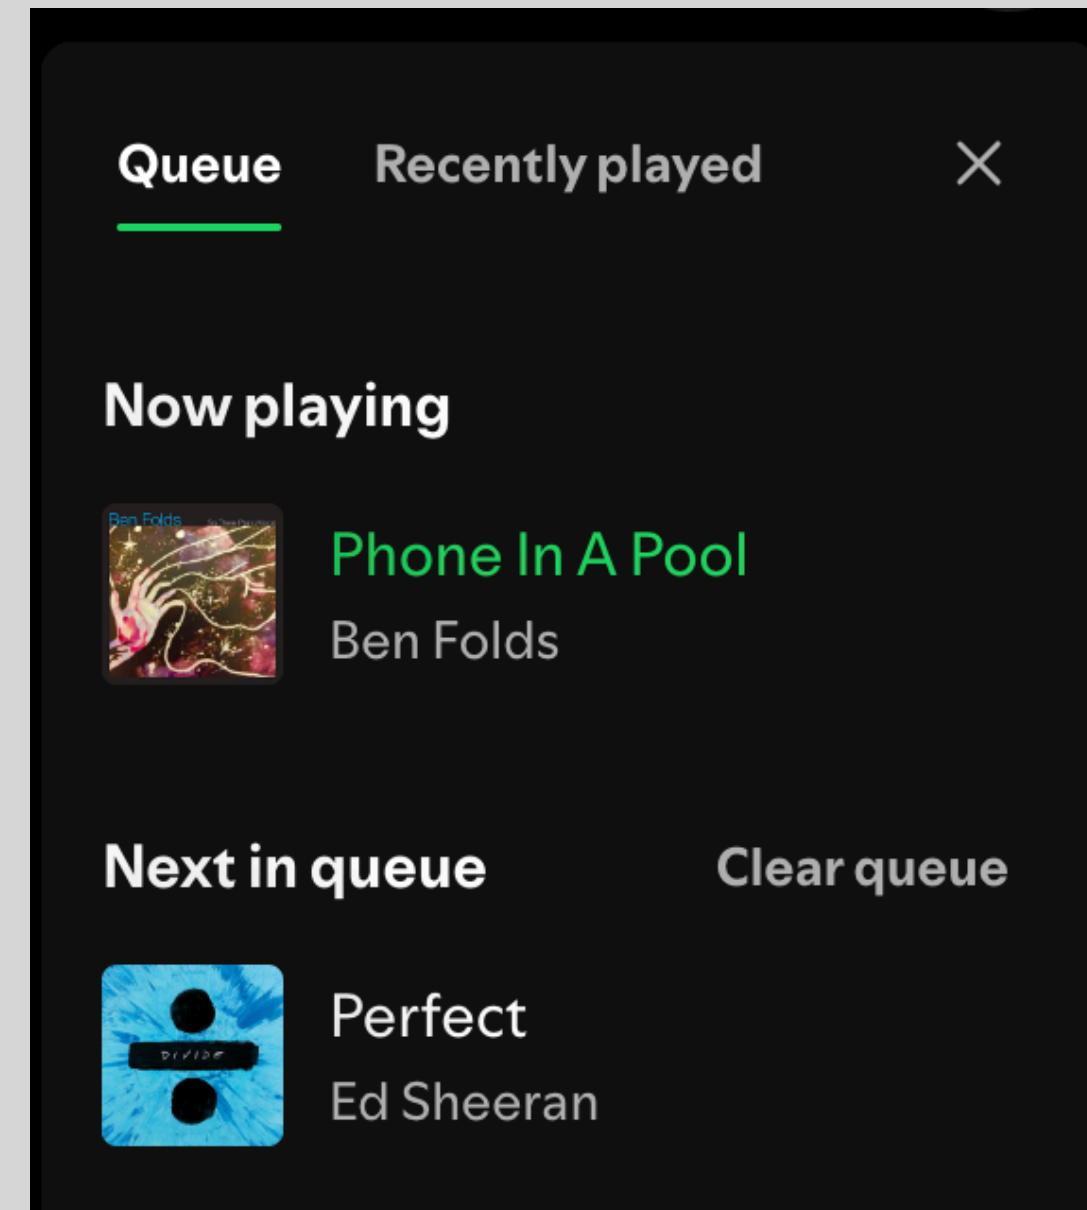 Queue Recently played
Now playing
Ben Folds
Phone In A Pool
Ben Folds
Next in queue Clear queue
DIVIDE
Perfect
Ed Sheeran